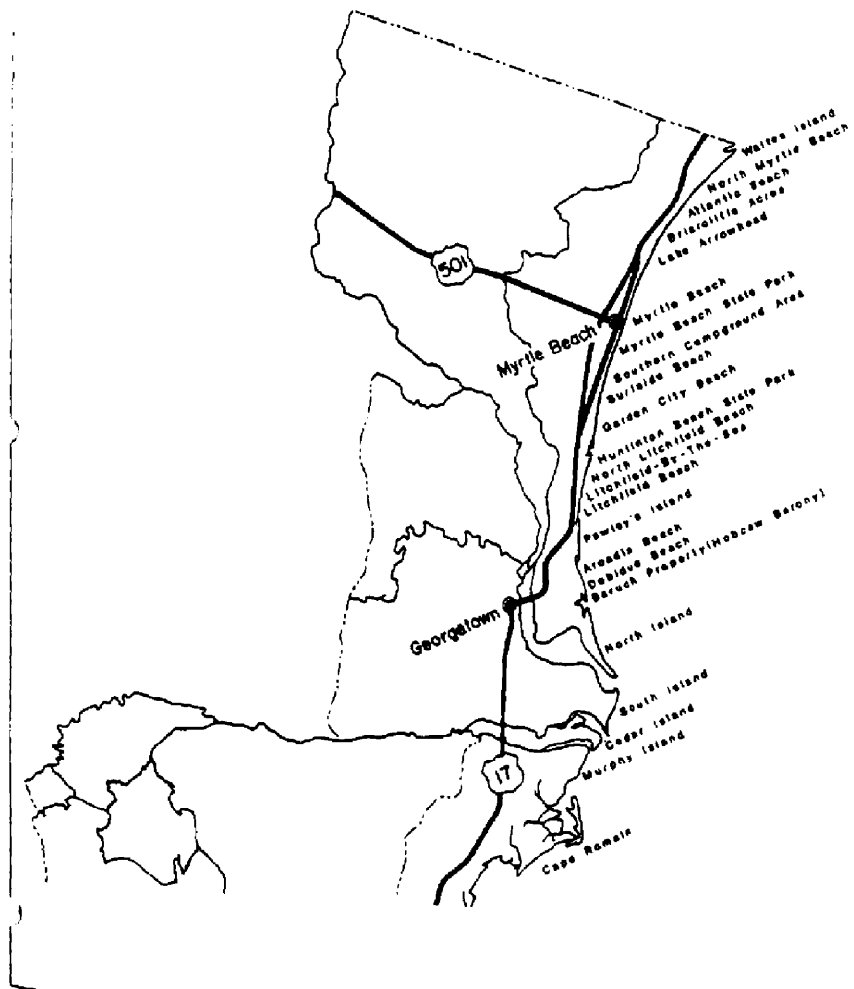 Waites Island
North Myrtle Beach
Atlantic Beach
Briarcliffe Acres
Lake Arrowhead
501
Myrtle Beach
Myrtle Beach
Myrtle Beach State Park
Southern Campground Area
Surfside Beach
Garden City Beach
Huntinton Beach State Park
North Litchfield Beach
Litchfield-By-The-Sea
Litchfield Beach
Pawley's Island
Arcadia Beach
Debidue Beach
Baruch Property (Hobcaw Barony)
Georgetown
North Island
South Island
Cedar Island
Murphy Island
17
Cape Romain